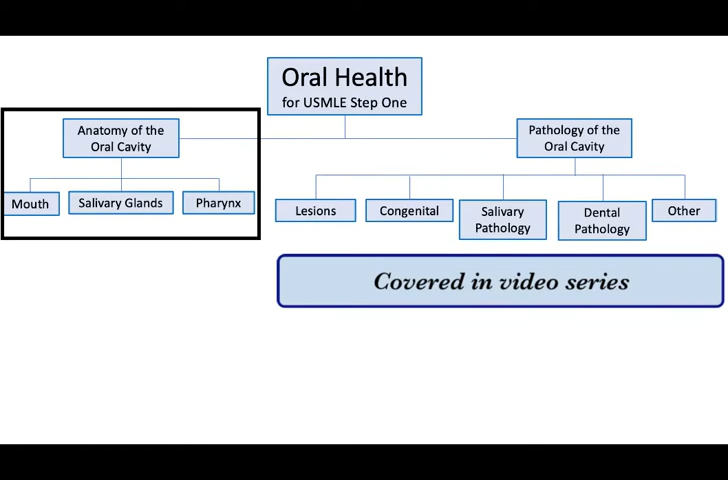 Oral Health
for USMLE Step One
Anatomy of the
Oral Cavity
Pathology of the
Oral Cavity
Mouth
Salivary Glands
Pharynx
Lesions
Congenital
Salivary
Pathology
Dental
Pathology
Other
Covered in video series